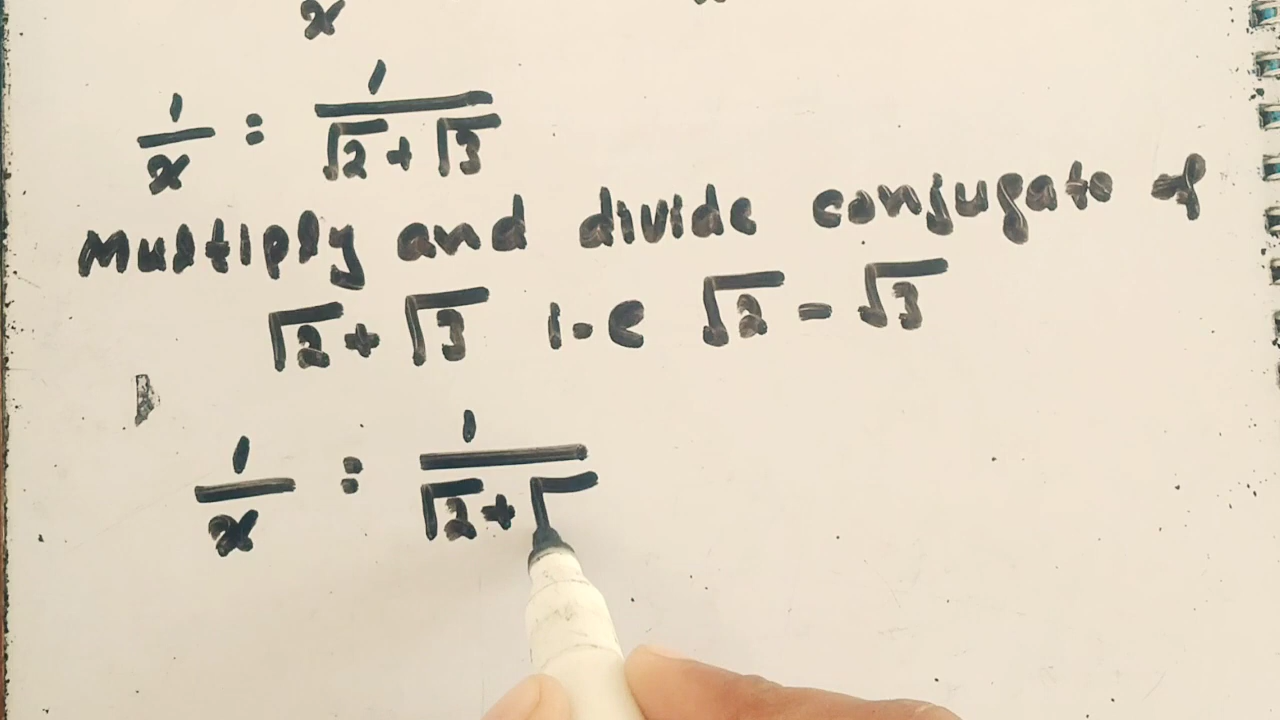 x
1/x = 1/(√2 + √3)
Multiply and divide conjugate of
√2 + √3 i.e √2 - √3
1/x = 1/(√2 + √